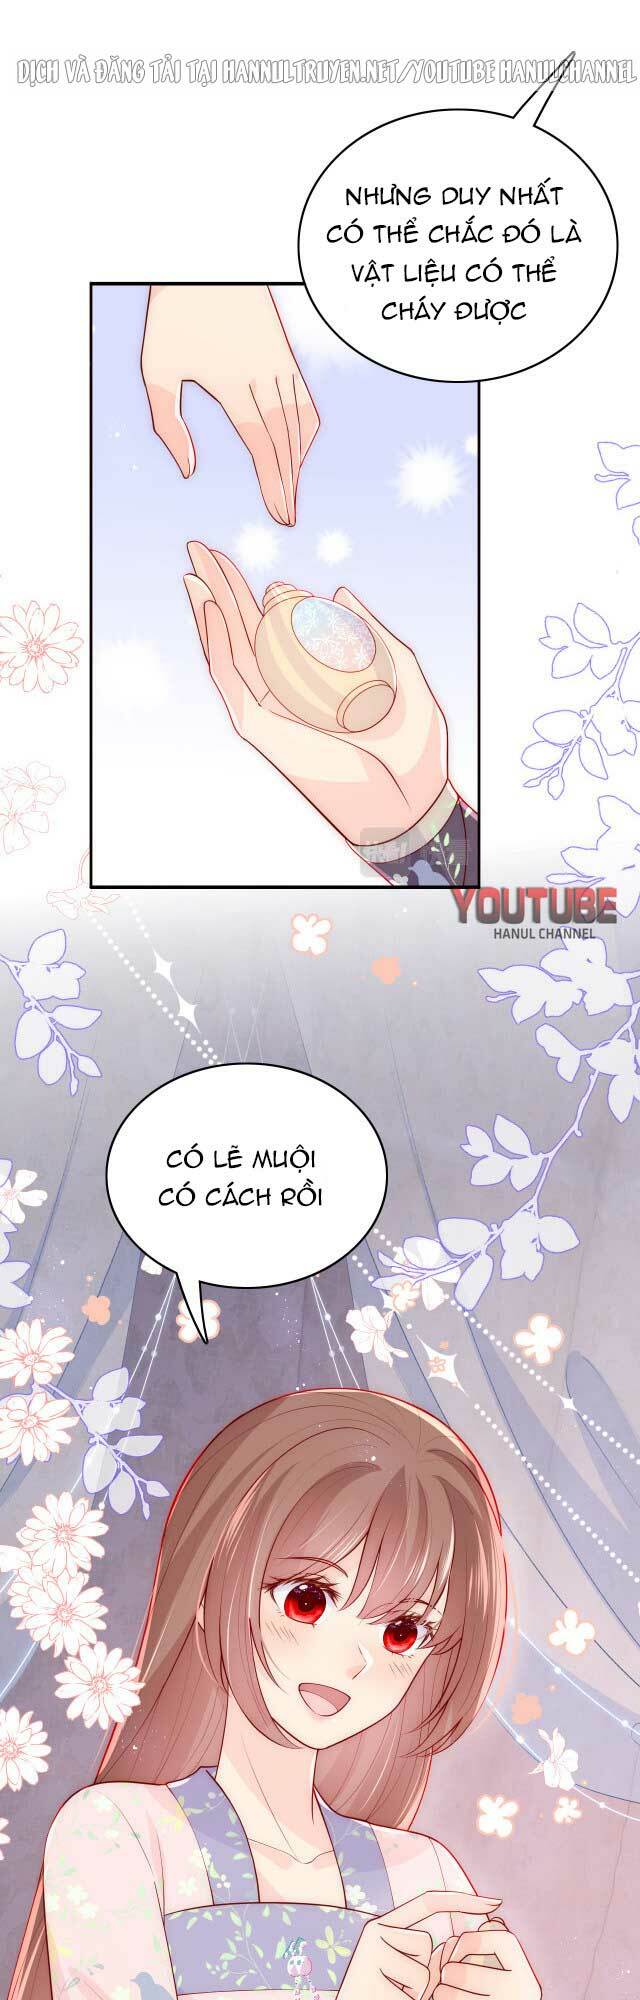 DỊCH VÀ ĐĂNG TẢI TẠI HANNULTRUYEN.NET/YOUTUBE HANULCHANNEL
NHƯNG DUY NHẤT
CÓ THỂ CHẮC ĐÓ LÀ
VẬT LIỆU CÓ THỂ
CHÁY ĐƯỢC
YOUTUBE
HANUL CHANNEL
CÓ LẼ MUỘI
CÓ CÁCH RỒI